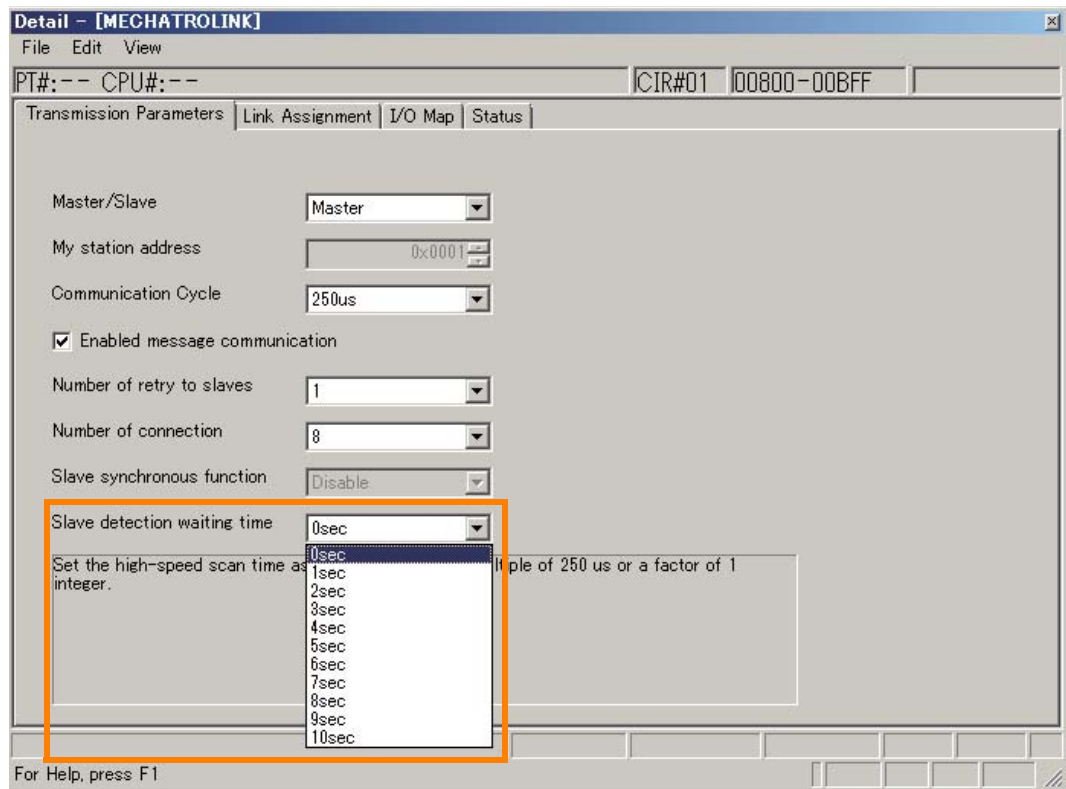 Detail - [MECHATROLINK]
File Edit View
PT#:-- CPU#:-- CIR#01 00800-00BFF
Transmission Parameters Link Assignment I/O Map Status
Master/Slave Master
My station address 0x0001
Communication Cycle 250us
Enabled message communication
Number of retry to slaves 1
Number of connection 8
Slave synchronous function Disable
Slave detection waiting time 0sec
0sec
Set the high-speed scan time as ltiple of 250 us or a factor of 1
integer.
1sec
2sec
3sec
4sec
5sec
6sec
7sec
8sec
9sec
10sec
For Help, press F1